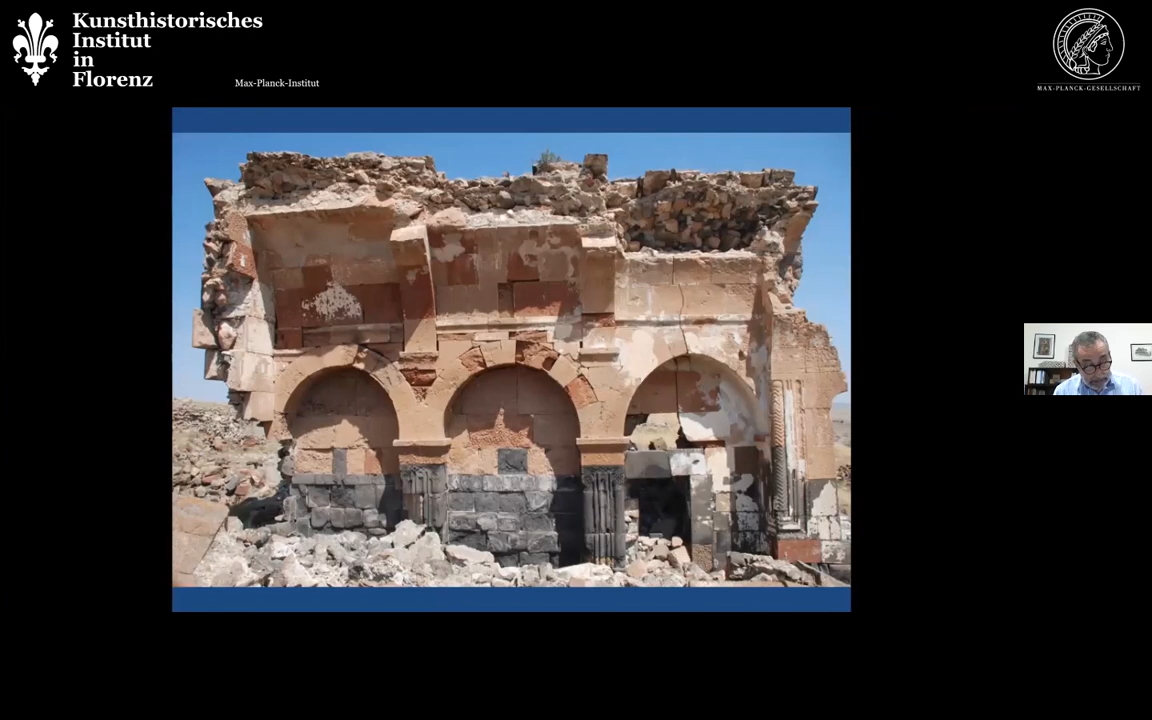 Kunsthistorisches
Institut
in
Florenz
Max-Planck-Institut
MAX-PLANCK-GESELLSCHAFT